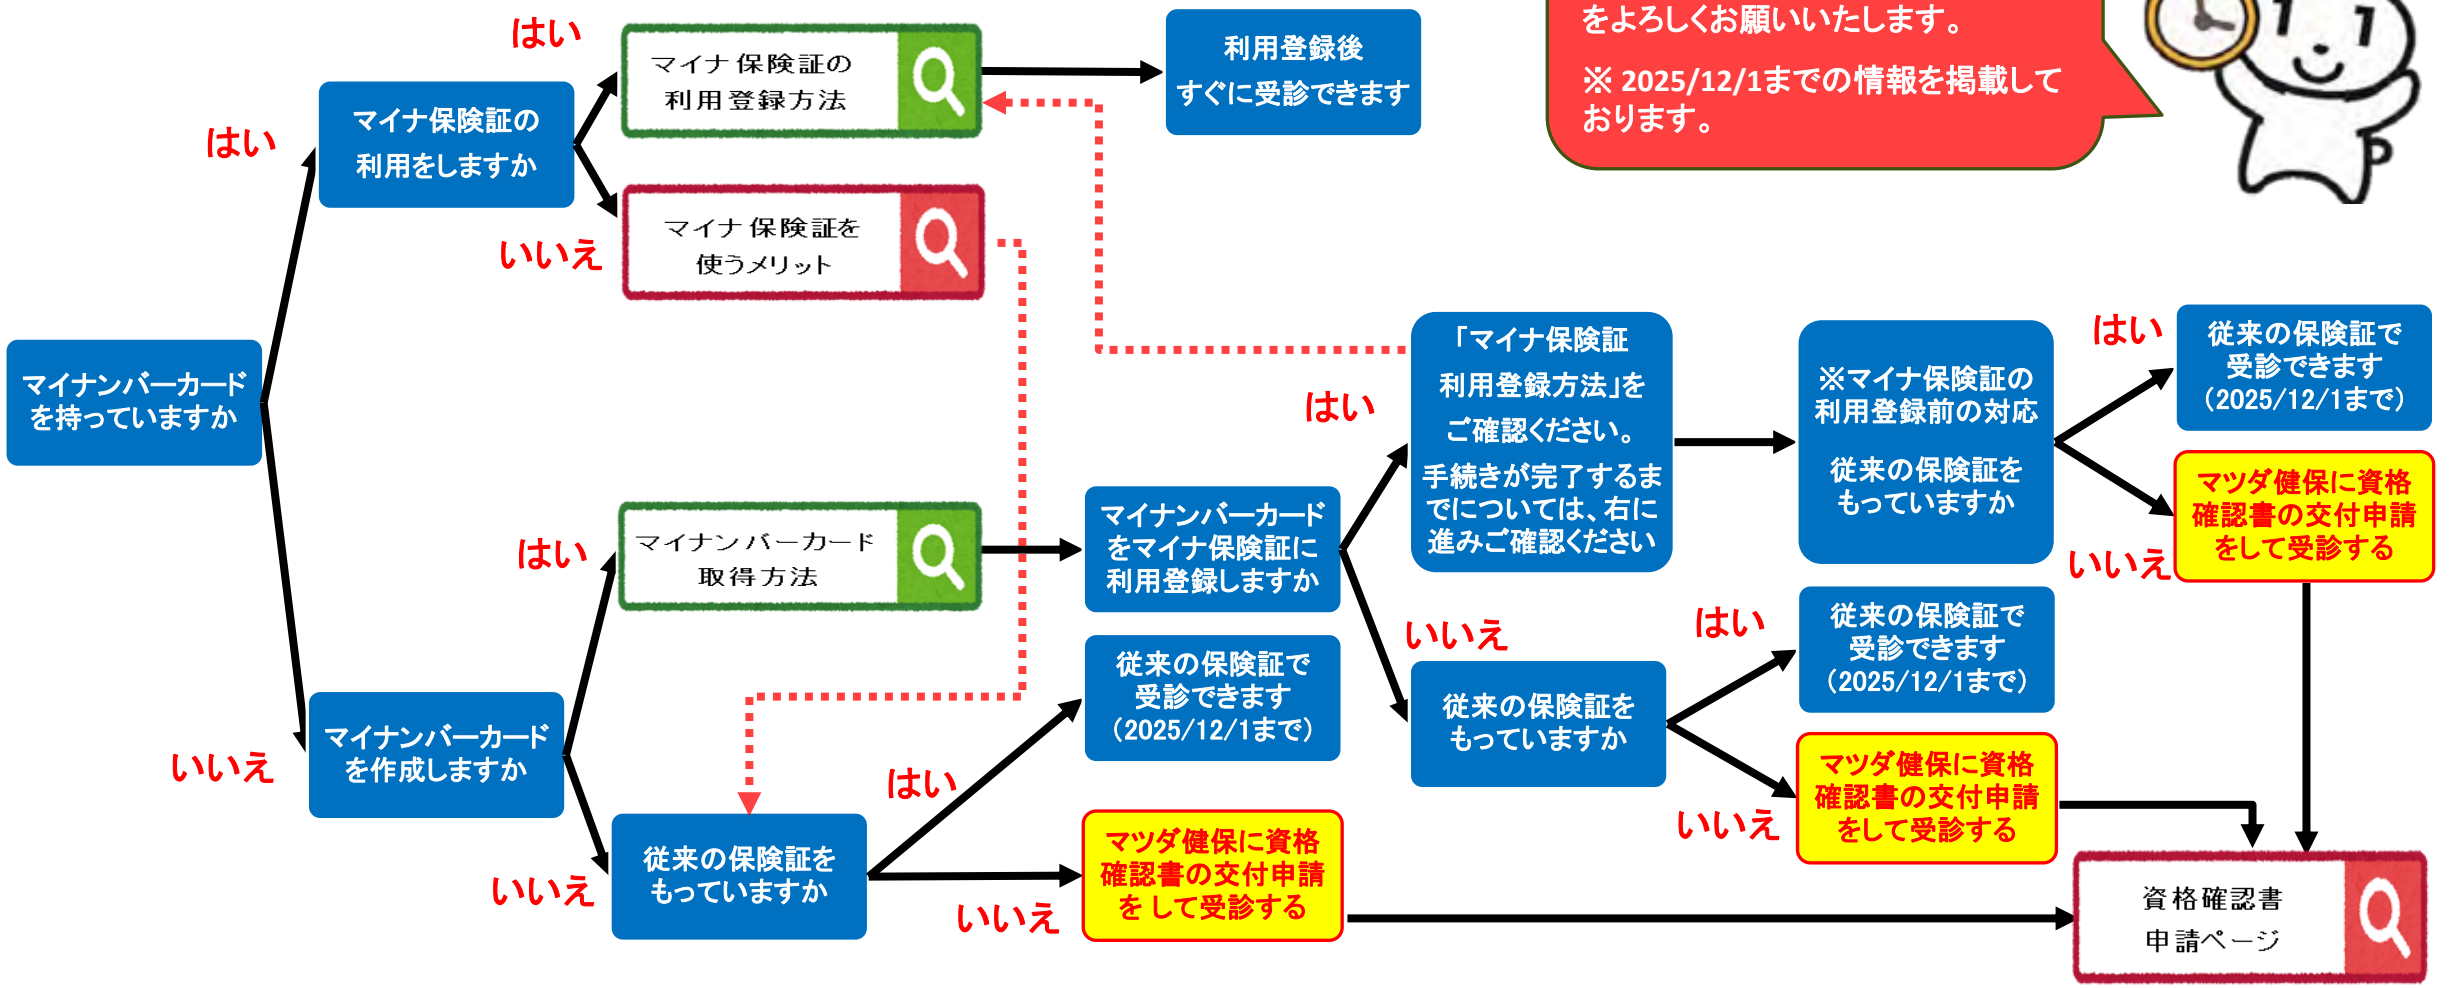 をよろしくお願いいたします。
※ 2025/12/1までの情報を掲載して
おります。
はい
マイナ保険証の
利用登録方法
利用登録後
すぐに受診できます
はい
マイナ保険証の
利用をしますか
いいえ
マイナ保険証を
使うメリット
マイナンバーカード
を持っていますか
いいえ
マイナンバーカード
を作成しますか
はい
マイナンバーカード
取得方法
マイナンバーカード
をマイナ保険証に
利用登録しますか
はい
「マイナ保険証
利用登録方法」を
ご確認ください。
手続きが完了するま
でについては、右に
進みご確認ください
※マイナ保険証の
利用登録前の対応
従来の保険証を
もっていますか
はい
従来の保険証で
受診できます
（2025/12/1まで）
いいえ
マツダ健保に資格
確認書の交付申請
をして受診する
いいえ
従来の保険証を
もっていますか
はい
従来の保険証で
受診できます
（2025/12/1まで）
いいえ
マツダ健保に資格
確認書の交付申請
をして受診する
いいえ
従来の保険証を
もっていますか
はい
従来の保険証で
受診できます
（2025/12/1まで）
いいえ
マツダ健保に資格
確認書の交付申請
を して受診する
資格確認書
申請ページ